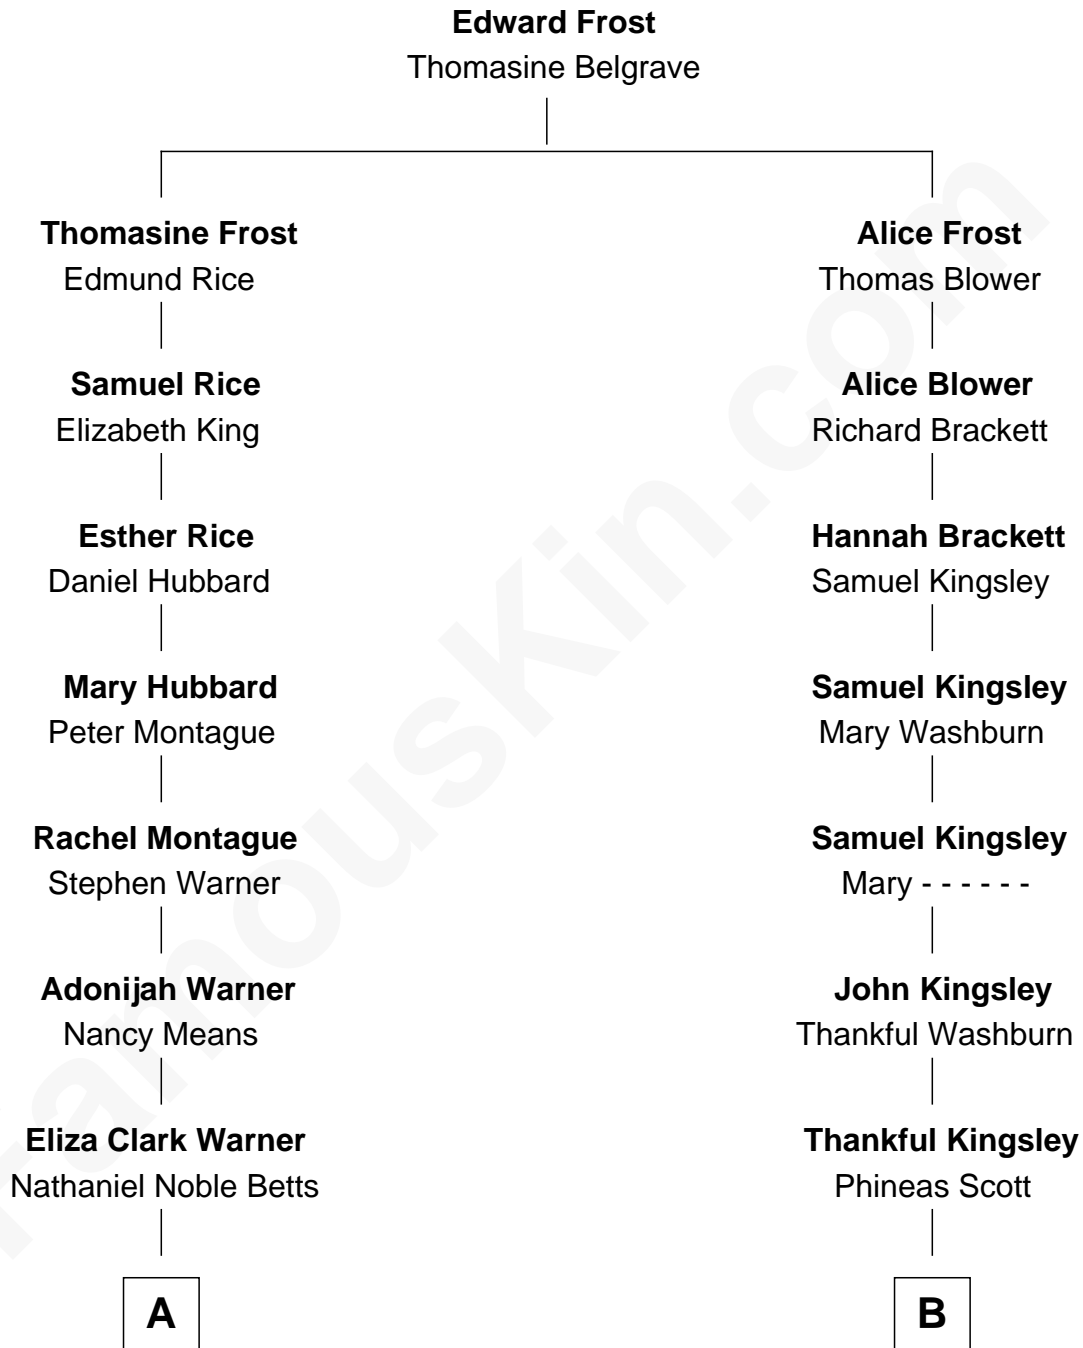 Edward Frost
Thomasine Belgrave
Thomasine Frost
Edmund Rice
Alice Frost
Thomas Blower
Samuel Rice
Elizabeth King
Alice Blower
Richard Brackett
Esther Rice
Daniel Hubbard
Hannah Brackett
Samuel Kingsley
Mary Hubbard
Peter Montague
Samuel Kingsley
Mary Washburn
Rachel Montague
Stephen Warner
Samuel Kingsley
Mary - - - - - -
Adonijah Warner
Nancy Means
John Kingsley
Thankful Washburn
Eliza Clark Warner
Nathaniel Noble Betts
Thankful Kingsley
Phineas Scott
A
B
FamousKin.com